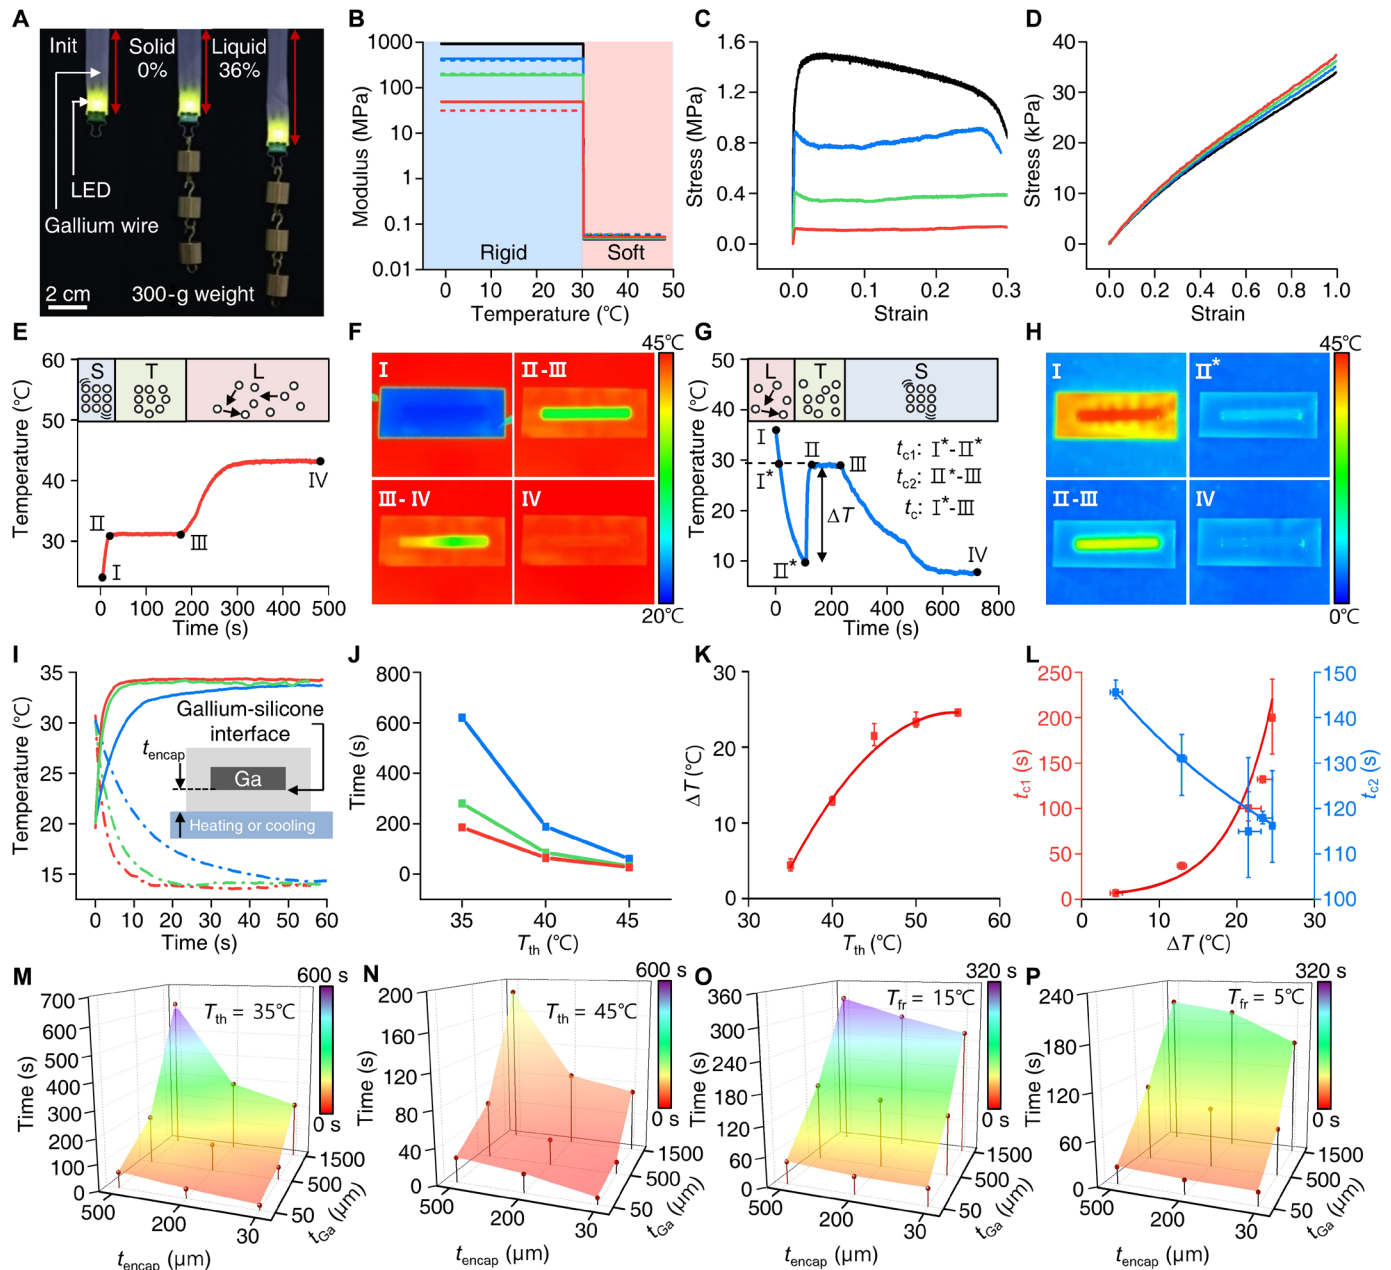 A
Init
Solid
0%
Liquid
36%
LED
Gallium wire
2 cm
300-g weight
B
Modulus (MPa)
1000
100
10
1
0.1
0.01
Rigid
Soft
0 10 20 30 40 50
Temperature (°C)
C
Stress (MPa)
1.6
1.2
0.8
0.4
0.0
0.0 0.1 0.2 0.3
Strain
D
Stress (kPa)
40
30
20
10
0
0.0 0.2 0.4 0.6 0.8 1.0
Strain
E
Temperature (°C)
60
50
40
30
S T L
I
II
III
IV
0 100 200 300 400 500
Time (s)
F
I
II-III
III-IV
IV
45°C
20°C
G
Temperature (°C)
50
40
30
20
10
L T S
I
I*
II
III
II*
IV
ΔT
tc1: I*-II*
tc2: II*-III
tc: I*-III
0 200 400 600 800
Time (s)
H
I
II*
II-III
IV
45°C
0°C
I
Temperature (°C)
35
30
25
20
15
Gallium-silicone
interface
tencap
Ga
Heating or cooling
0 10 20 30 40 50 60
Time (s)
J
Time (s)
800
600
400
200
0
35 40 45
Tth (°C)
K
ΔT (°C)
30
20
10
0
30 40 50 60
Tth (°C)
L
tc1 (s)
250
200
150
100
50
0
150
140
130
120
110
100
tc2 (s)
0 10 20 30
ΔT (°C)
M
Tth = 35°C
600 s
0 s
Time (s)
700
600
500
400
300
200
100
0
500 200 30
tencap (µm)
1500
500
50
tGa (µm)
N
Tth = 45°C
600 s
0 s
Time (s)
200
160
120
80
40
0
500 200 30
tencap (µm)
1500
500
50
tGa (µm)
O
Tfr = 15°C
320 s
0 s
Time (s)
360
300
240
180
120
60
0
500 200 30
tencap (µm)
1500
500
50
tGa (µm)
P
Tfr = 5°C
320 s
0 s
Time (s)
240
180
120
60
0
500 200 30
tencap (µm)
1500
500
50
tGa (µm)